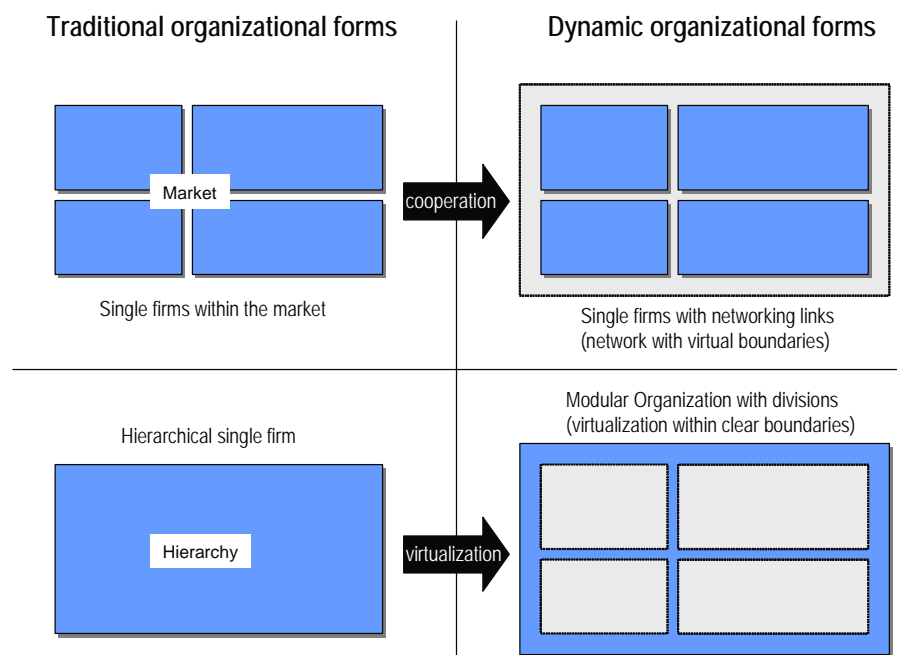 Traditional organizational forms
Dynamic organizational forms
Market
cooperation
Single firms within the market
Single firms with networking links
(network with virtual boundaries)
Hierarchical single firm
Modular Organization with divisions
(virtualization within clear boundaries)
Hierarchy
virtualization